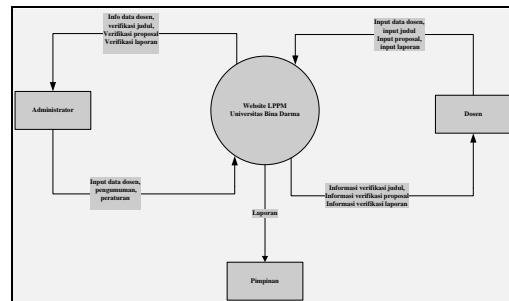 Info data dosen,
verifikasi judul,
Verifikasi proposal
Verifikasi laporan
Input data dosen,
input judul
Input proposal,
input laporan
Website LPPM
Universitas Bina Darma
Administrator
Dosen
Input data dosen,
pengumuman,
peraturan
Informasi verifikasi judul,
Informasi verifikasi proposal
Informasi verifikasi laporan
Laporan
Pimpinan